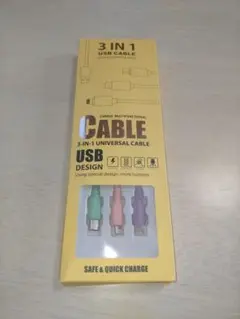 3 IN 1
USB CABLE
CABLE
3-IN-1 UNIVERSAL CABLE
USB
DESIGN
SAFE & QUICK CHARGE